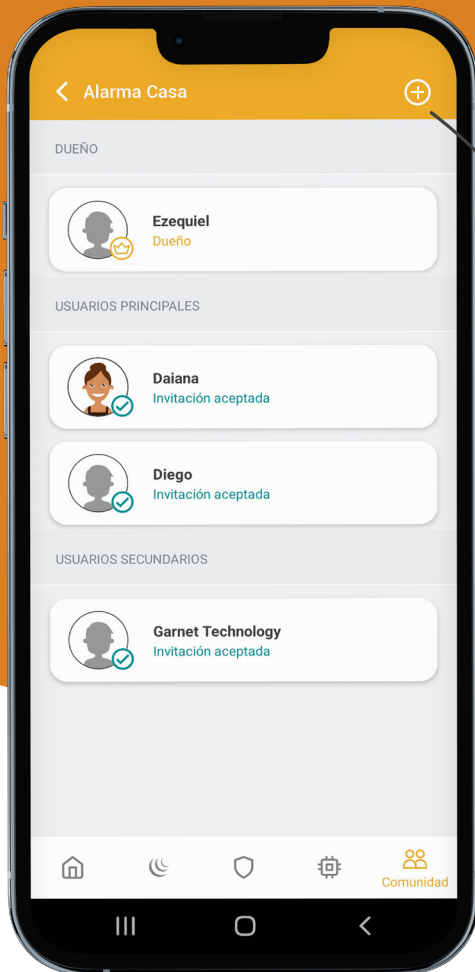 Alarma Casa
DUEÑO
Ezequiel
Dueño
USUARIOS PRINCIPALES
Daiana
Invitación aceptada
Diego
Invitación aceptada
USUARIOS SECUNDARIOS
Garnet Technology
Invitación aceptada
Comunidad